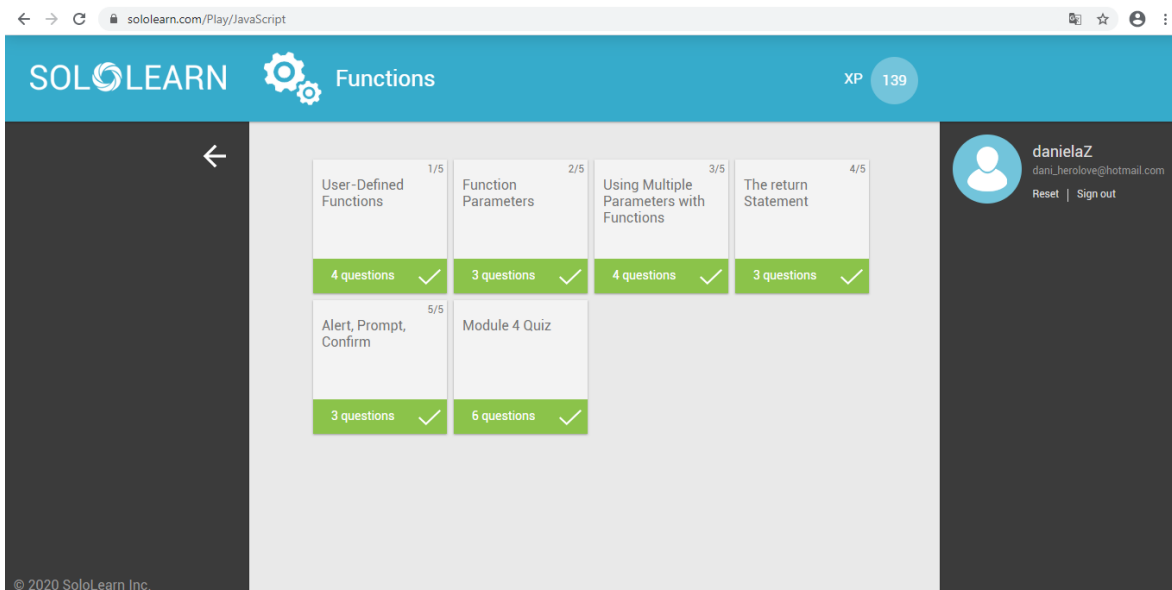 sololearn.com/Play/JavaScript
SOLOLEARN
Functions
XP 139
1/5
User-Defined
Functions
4 questions
2/5
Function
Parameters
3 questions
3/5
Using Multiple
Parameters with
Functions
4 questions
4/5
The return
Statement
3 questions
5/5
Alert, Prompt,
Confirm
3 questions
Module 4 Quiz
6 questions
danielaZ
dani_herolove@hotmail.com
Reset | Sign out
© 2020 SoloLearn Inc.